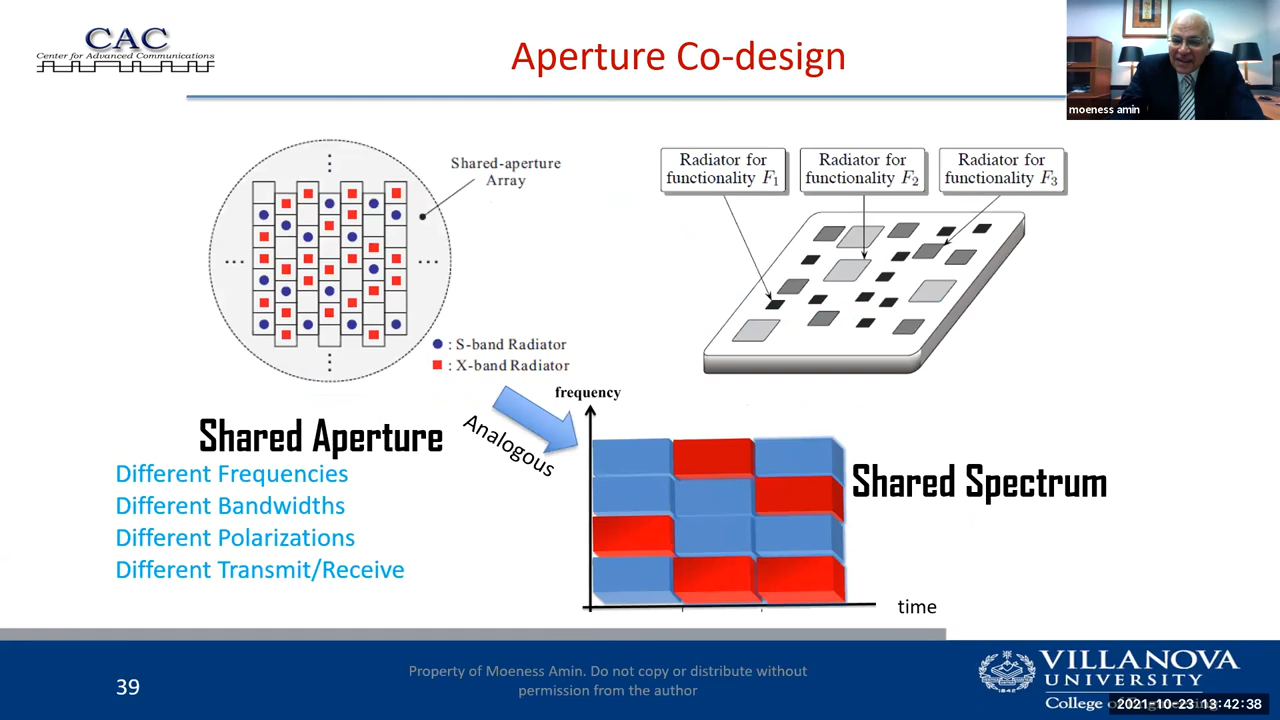 CAC
Center for Advanced Communications
Aperture Co-design
moeness amin
Shared-aperture
Array
: S-band Radiator
: X-band Radiator
Radiator for
functionality F₁
Radiator for
functionality F₂
Radiator for
functionality F₃
Shared Aperture
Different Frequencies
Different Bandwidths
Different Polarizations
Different Transmit/Receive
Analogous
frequency
time
Shared Spectrum
39
Property of Moeness Amin. Do not copy or distribute without
permission from the author
VILLANOVA
UNIVERSITY
College of
2021-10-23 13:42:38